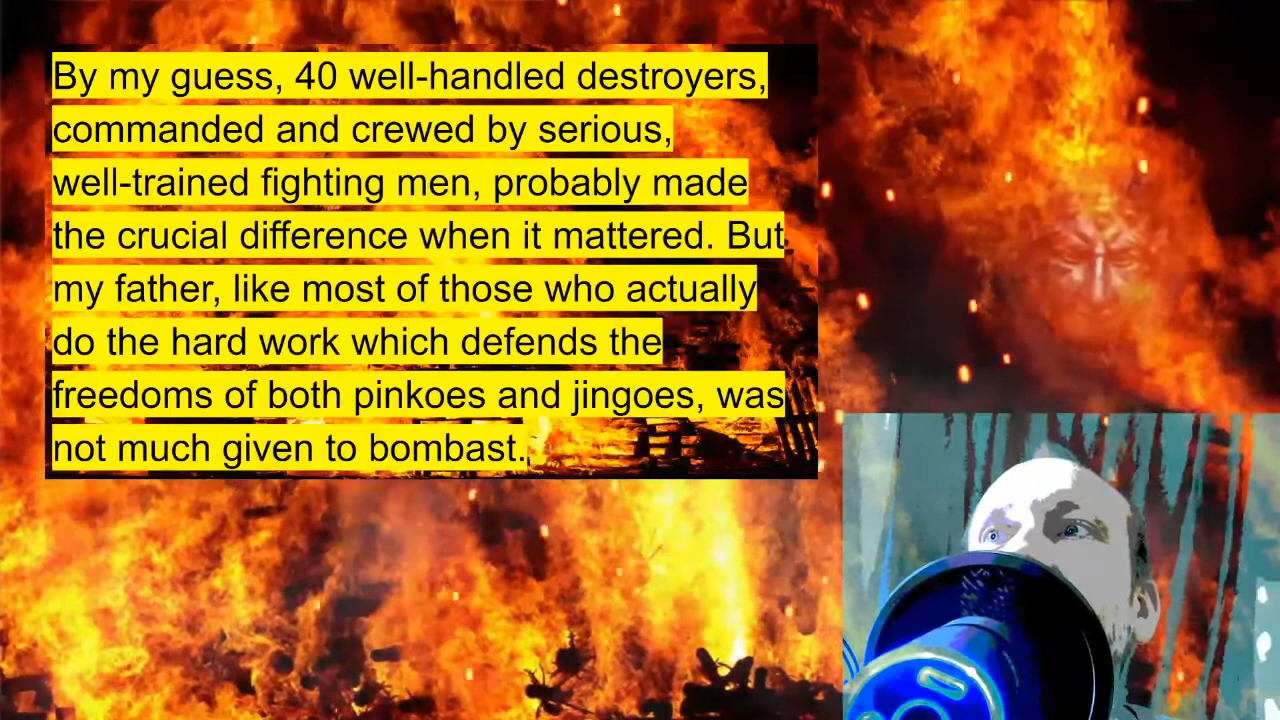 By my guess, 40 well-handled destroyers,
commanded and crewed by serious,
well-trained fighting men, probably made
the crucial difference when it mattered. But
my father, like most of those who actually
do the hard work which defends the
freedoms of both pinkoes and jingoes, was
not much given to bombast.